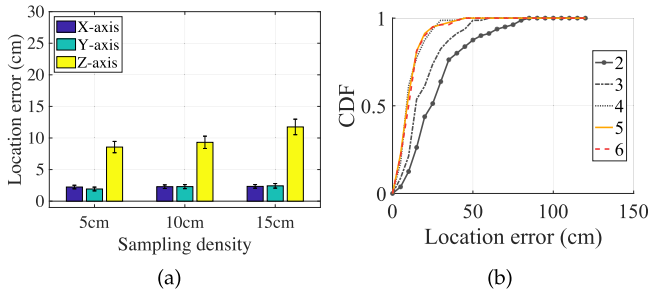 Location error (cm)
30
25
20
15
10
5
0
X-axis
Y-axis
Z-axis
5cm
10cm
15cm
Sampling density
(a)
CDF
1
0.5
0
2
3
4
5
6
0
50
100
150
Location error (cm)
(b)